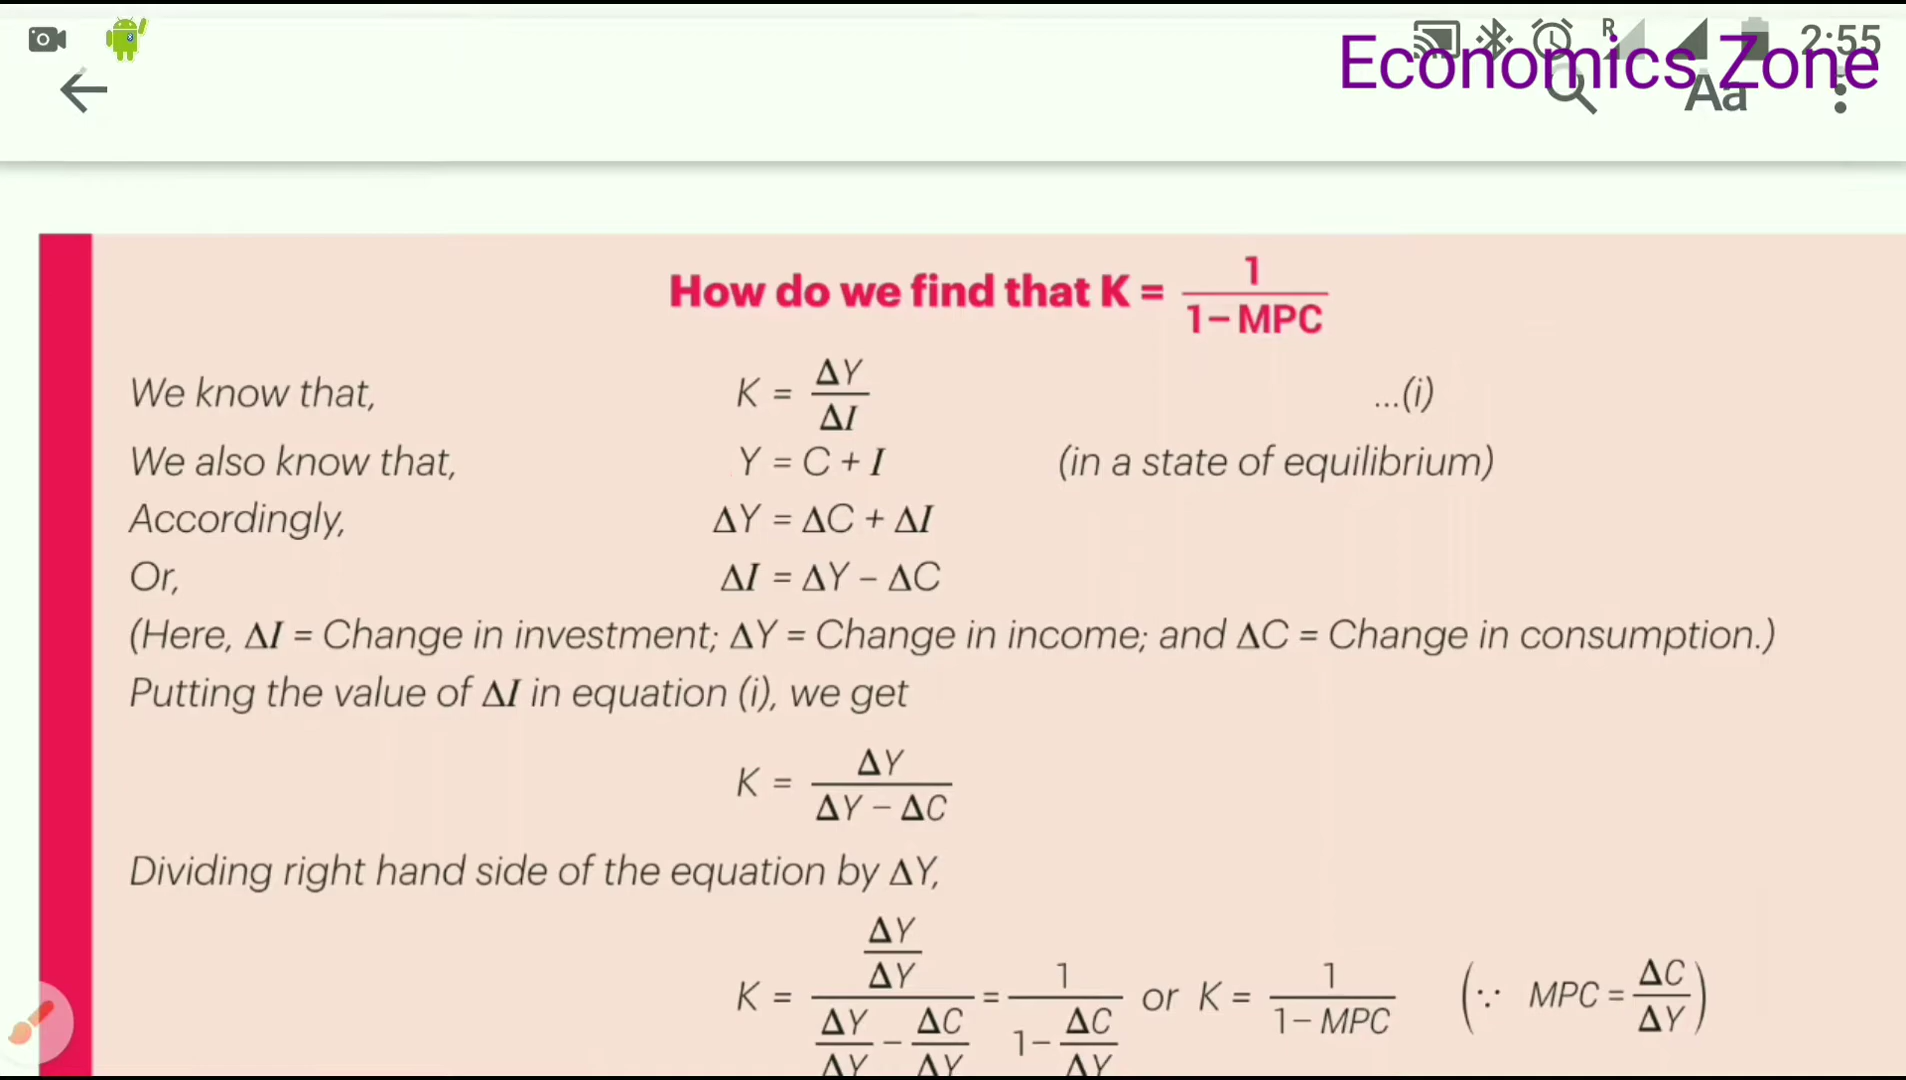 2:55
Economics Zone
R
Aa
How do we find that K = 1 / 1 – MPC
We know that, K = ΔY / ΔI ...(i)
We also know that, Y = C + I (in a state of equilibrium)
Accordingly, ΔY = ΔC + ΔI
Or, ΔI = ΔY – ΔC
(Here, ΔI = Change in investment; ΔY = Change in income; and ΔC = Change in consumption.)
Putting the value of ΔI in equation (i), we get
K = ΔY / ΔY – ΔC
Dividing right hand side of the equation by ΔY,
K = ΔY/ΔY / ΔY/ΔY – ΔC/ΔY = 1 / 1– ΔC/ΔY or K = 1 / 1– MPC (∵ MPC = ΔC/ΔY)